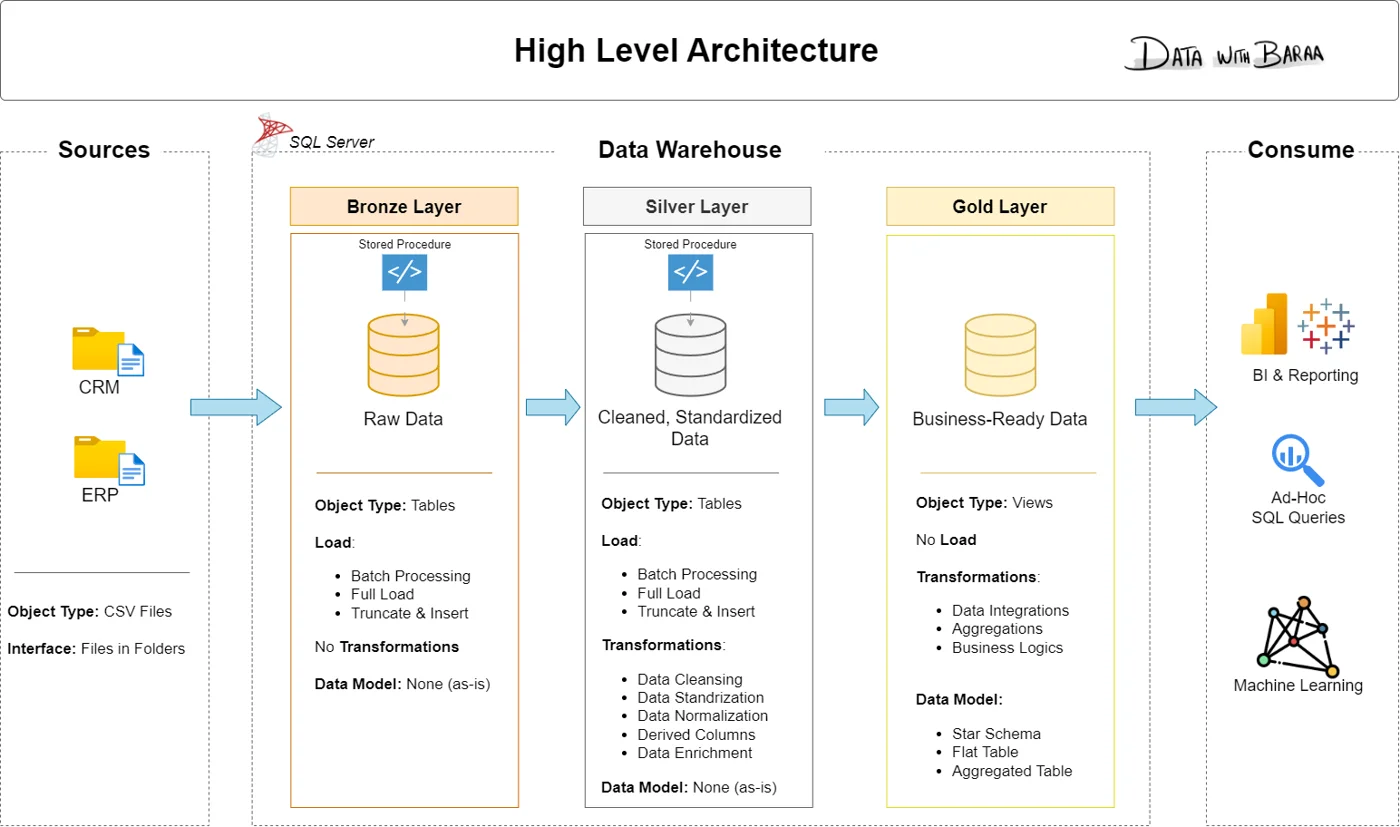 High Level Architecture
DATA WITH BARAA
Sources
CRM
ERP
Object Type: CSV Files
Interface: Files in Folders
SQL Server
Data Warehouse
Bronze Layer
Stored Procedure
</>
Raw Data
Object Type: Tables
Load:
• Batch Processing
• Full Load
• Truncate & Insert
No Transformations
Data Model: None (as-is)
Silver Layer
Stored Procedure
</>
Cleaned, Standardized
Data
Object Type: Tables
Load:
• Batch Processing
• Full Load
• Truncate & Insert
Transformations:
• Data Cleansing
• Data Standrization
• Data Normalization
• Derived Columns
• Data Enrichment
Data Model: None (as-is)
Gold Layer
Business-Ready Data
Object Type: Views
No Load
Transformations:
• Data Integrations
• Aggregations
• Business Logics
Data Model:
• Star Schema
• Flat Table
• Aggregated Table
Consume
BI & Reporting
Ad-Hoc
SQL Queries
Machine Learning